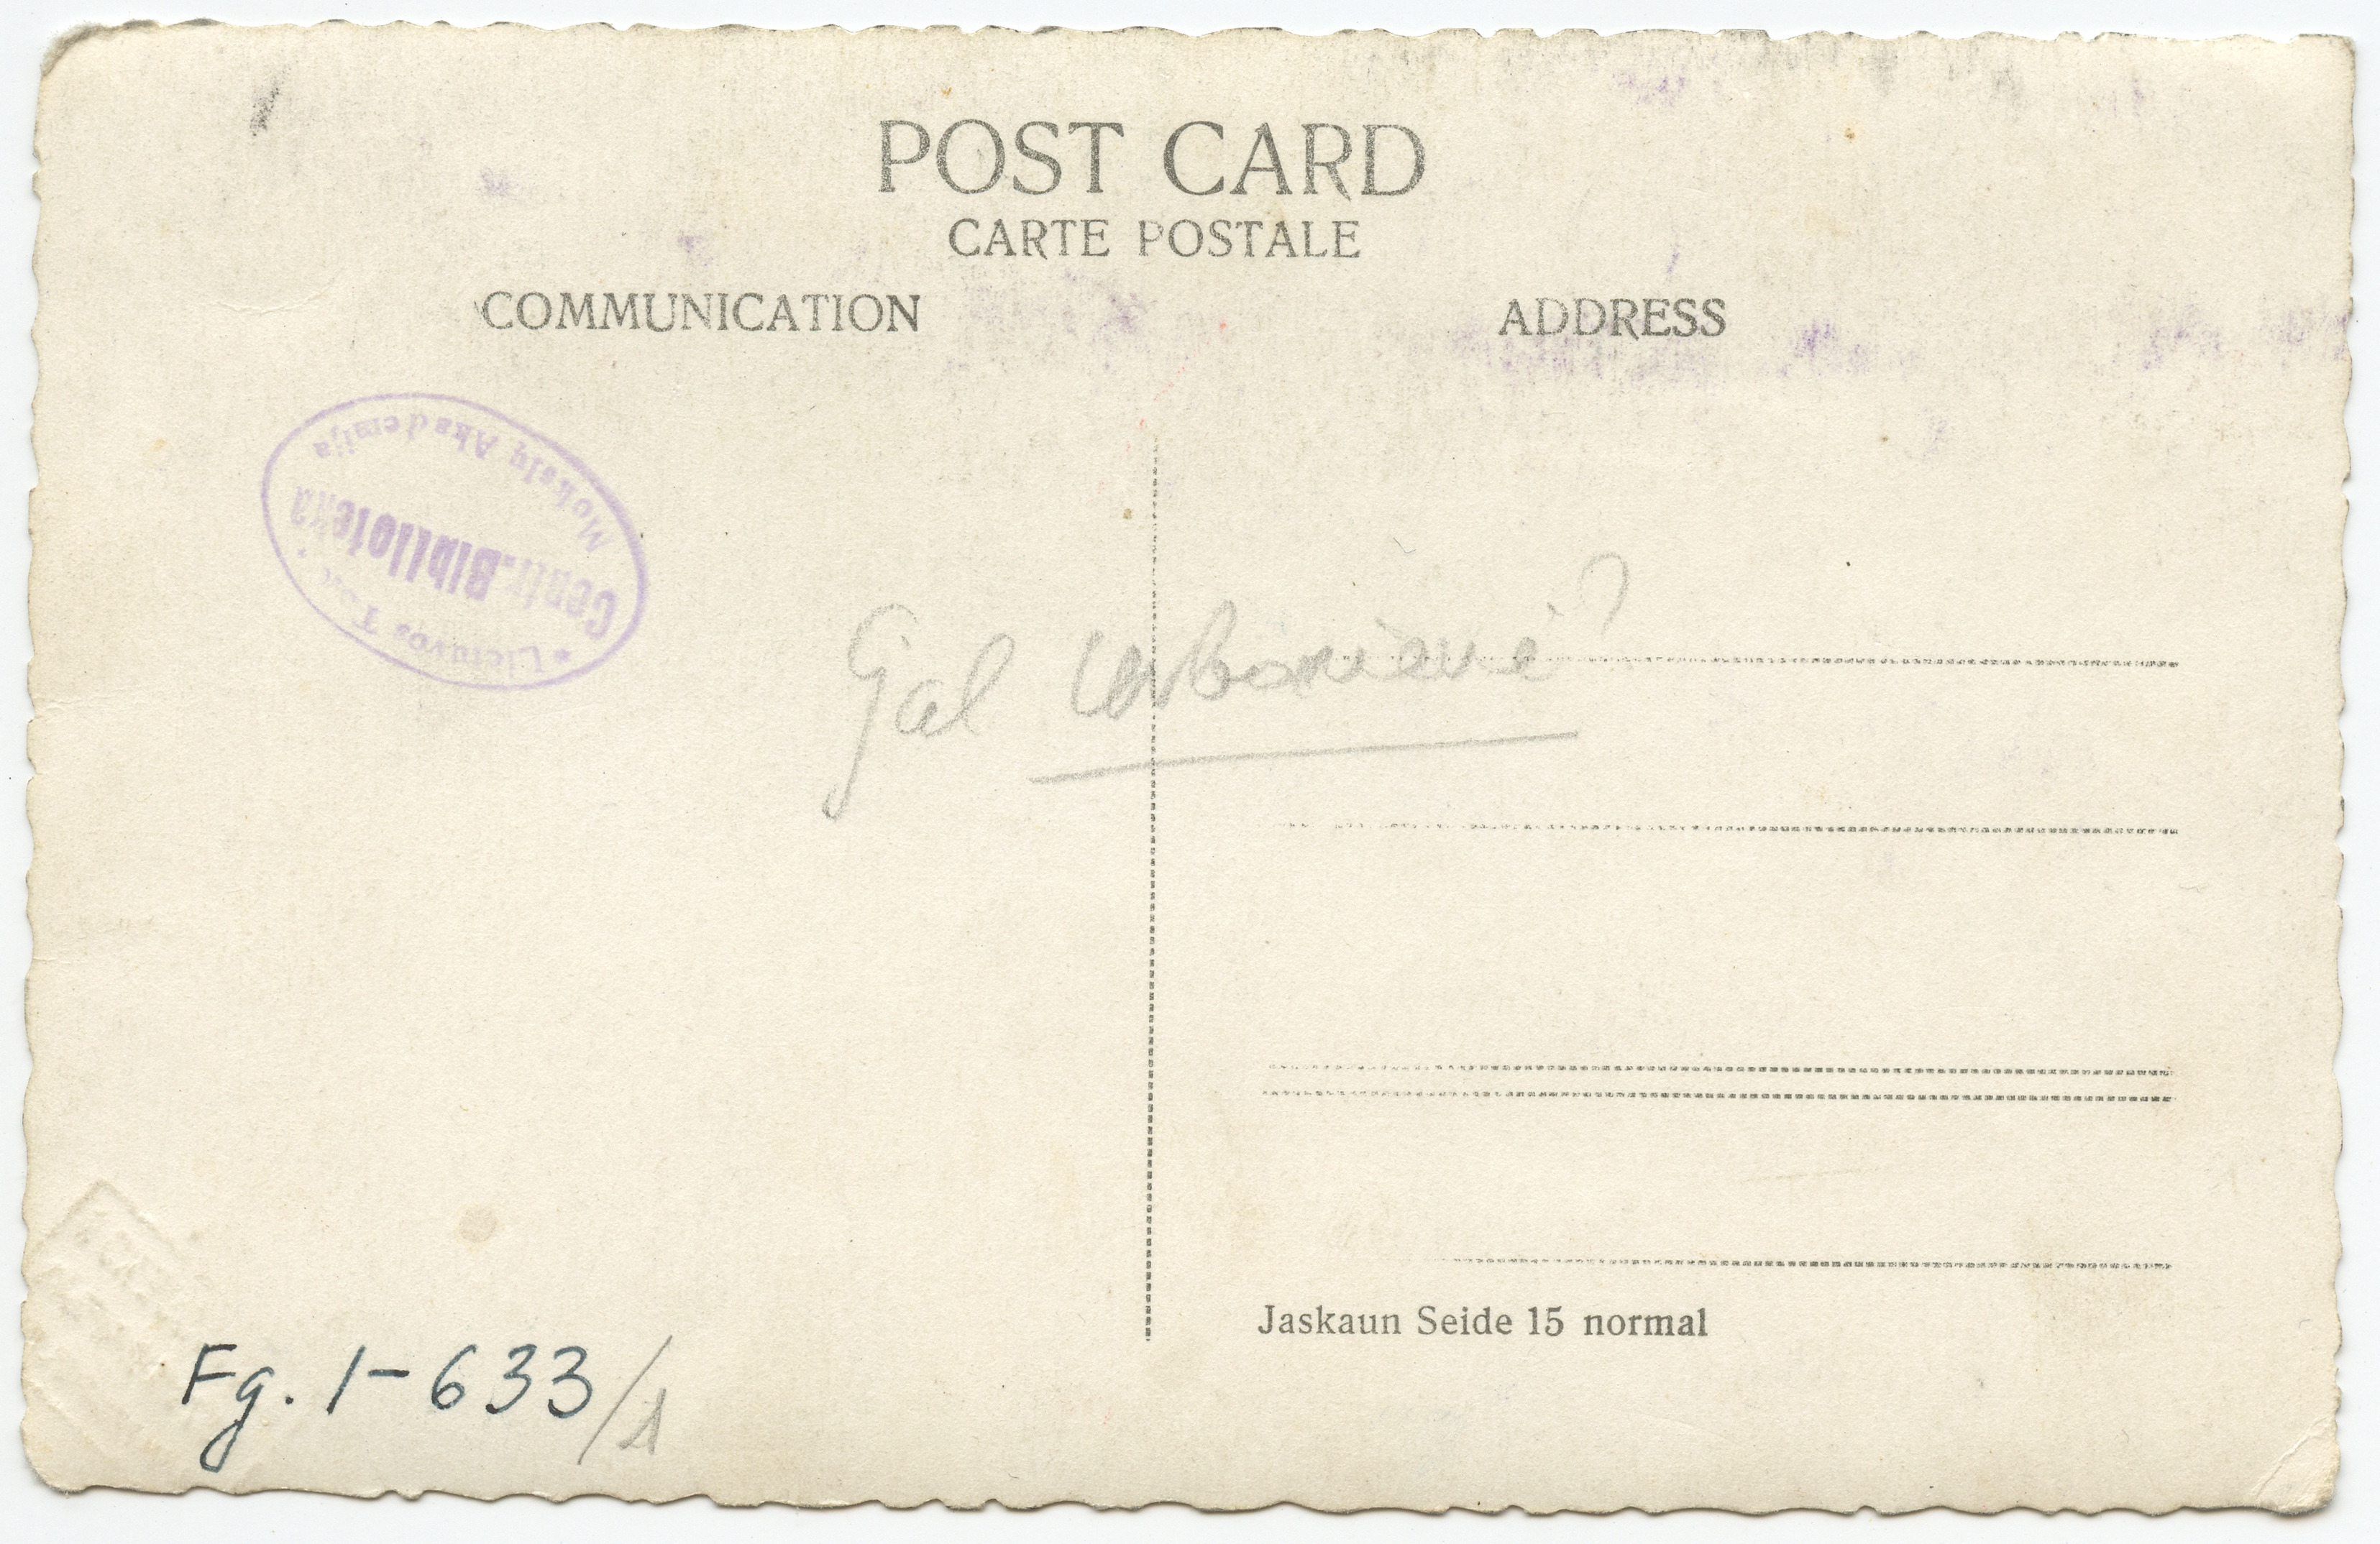 POST CARD
CARTE POSTALE
COMMUNICATION
ADDRESS
Lietuvos
Centr.Biblioteka
Mokslų Akademija
Gal Urbonienė?
Jaskaun Seide 15 normal
Fg. 1-633/1